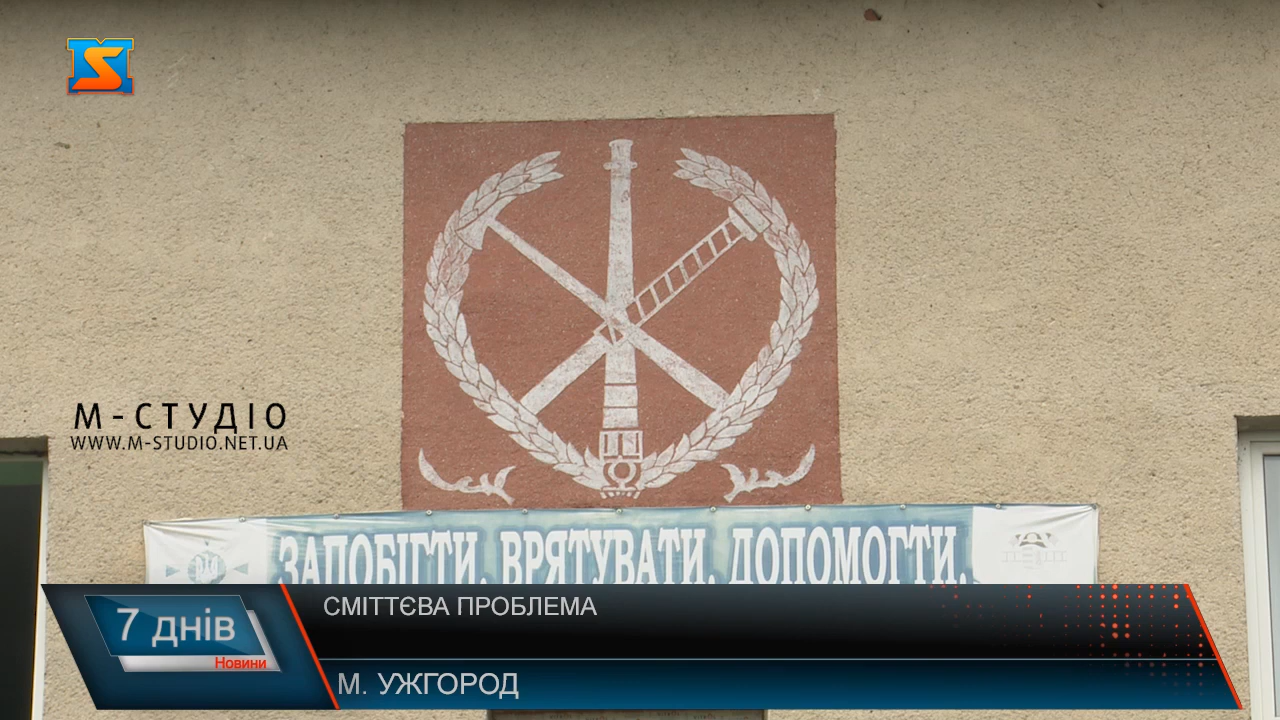 М-СТУДІО
WWW.M-STUDIO.NET.UA
ЗАПОБІГТИ. ВРЯТУВАТИ. ДОПОМОГТИ.
7 днів
Новини
СМІТТЄВА ПРОБЛЕМА
М. УЖГОРОД